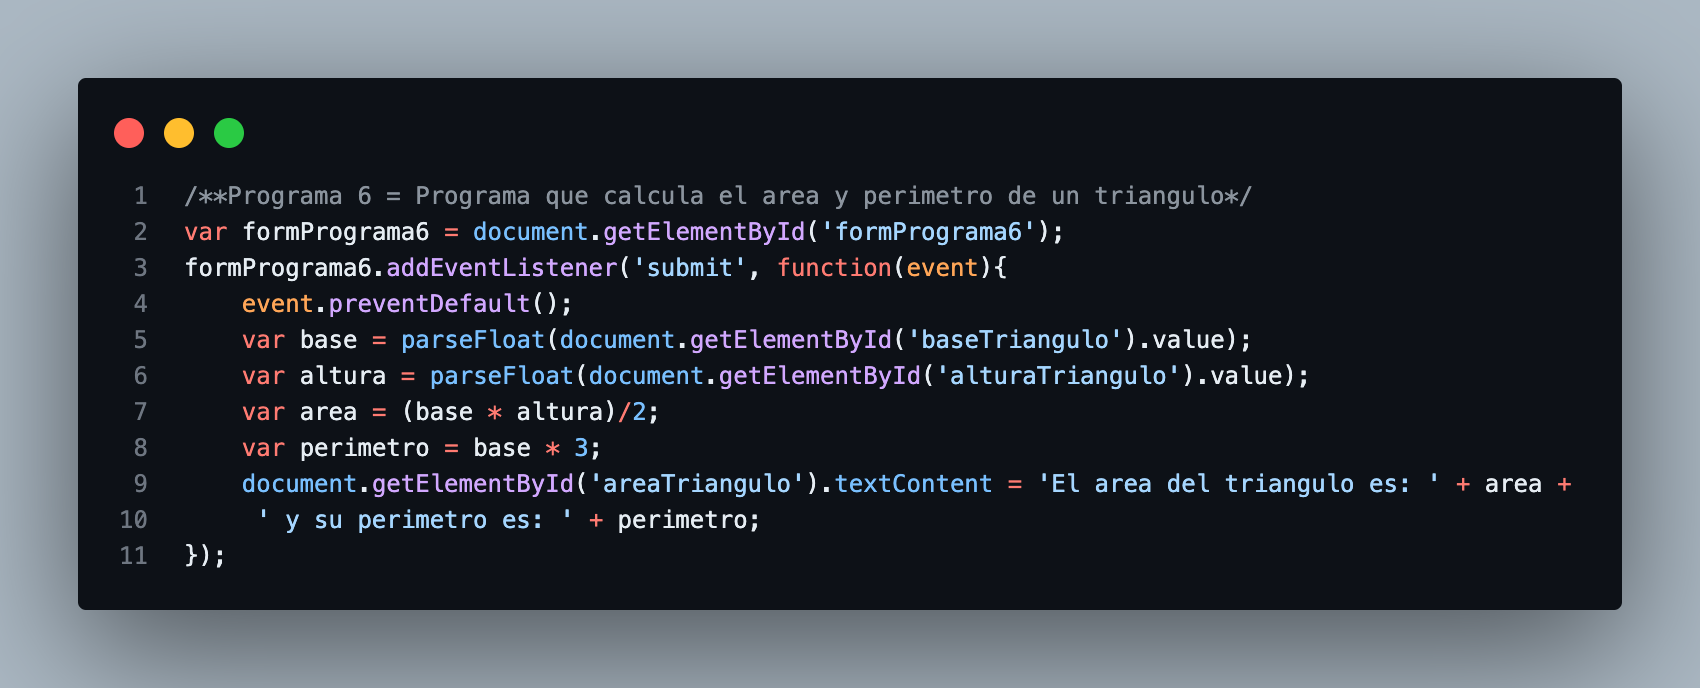 1 /**Programa 6 = Programa que calcula el area y perimetro de un triangulo*/
2 var formPrograma6 = document.getElementById('formPrograma6');
3 formPrograma6.addEventListener('submit', function(event){
4     event.preventDefault();
5     var base = parseFloat(document.getElementById('baseTriangulo').value);
6     var altura = parseFloat(document.getElementById('alturaTriangulo').value);
7     var area = (base * altura)/2;
8     var perimetro = base * 3;
9     document.getElementById('areaTriangulo').textContent = 'El area del triangulo es: ' + area +
10      ' y su perimetro es: ' + perimetro;
11 });